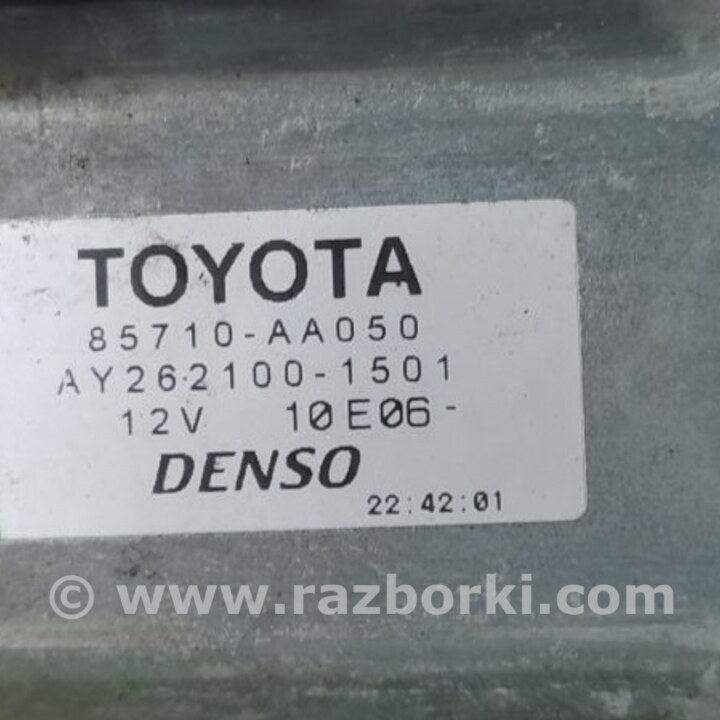 TOYOTA
85710-AA050
AY262100-1501
12V 10E06-
DENSO
22:42:01
© www.razborki.com